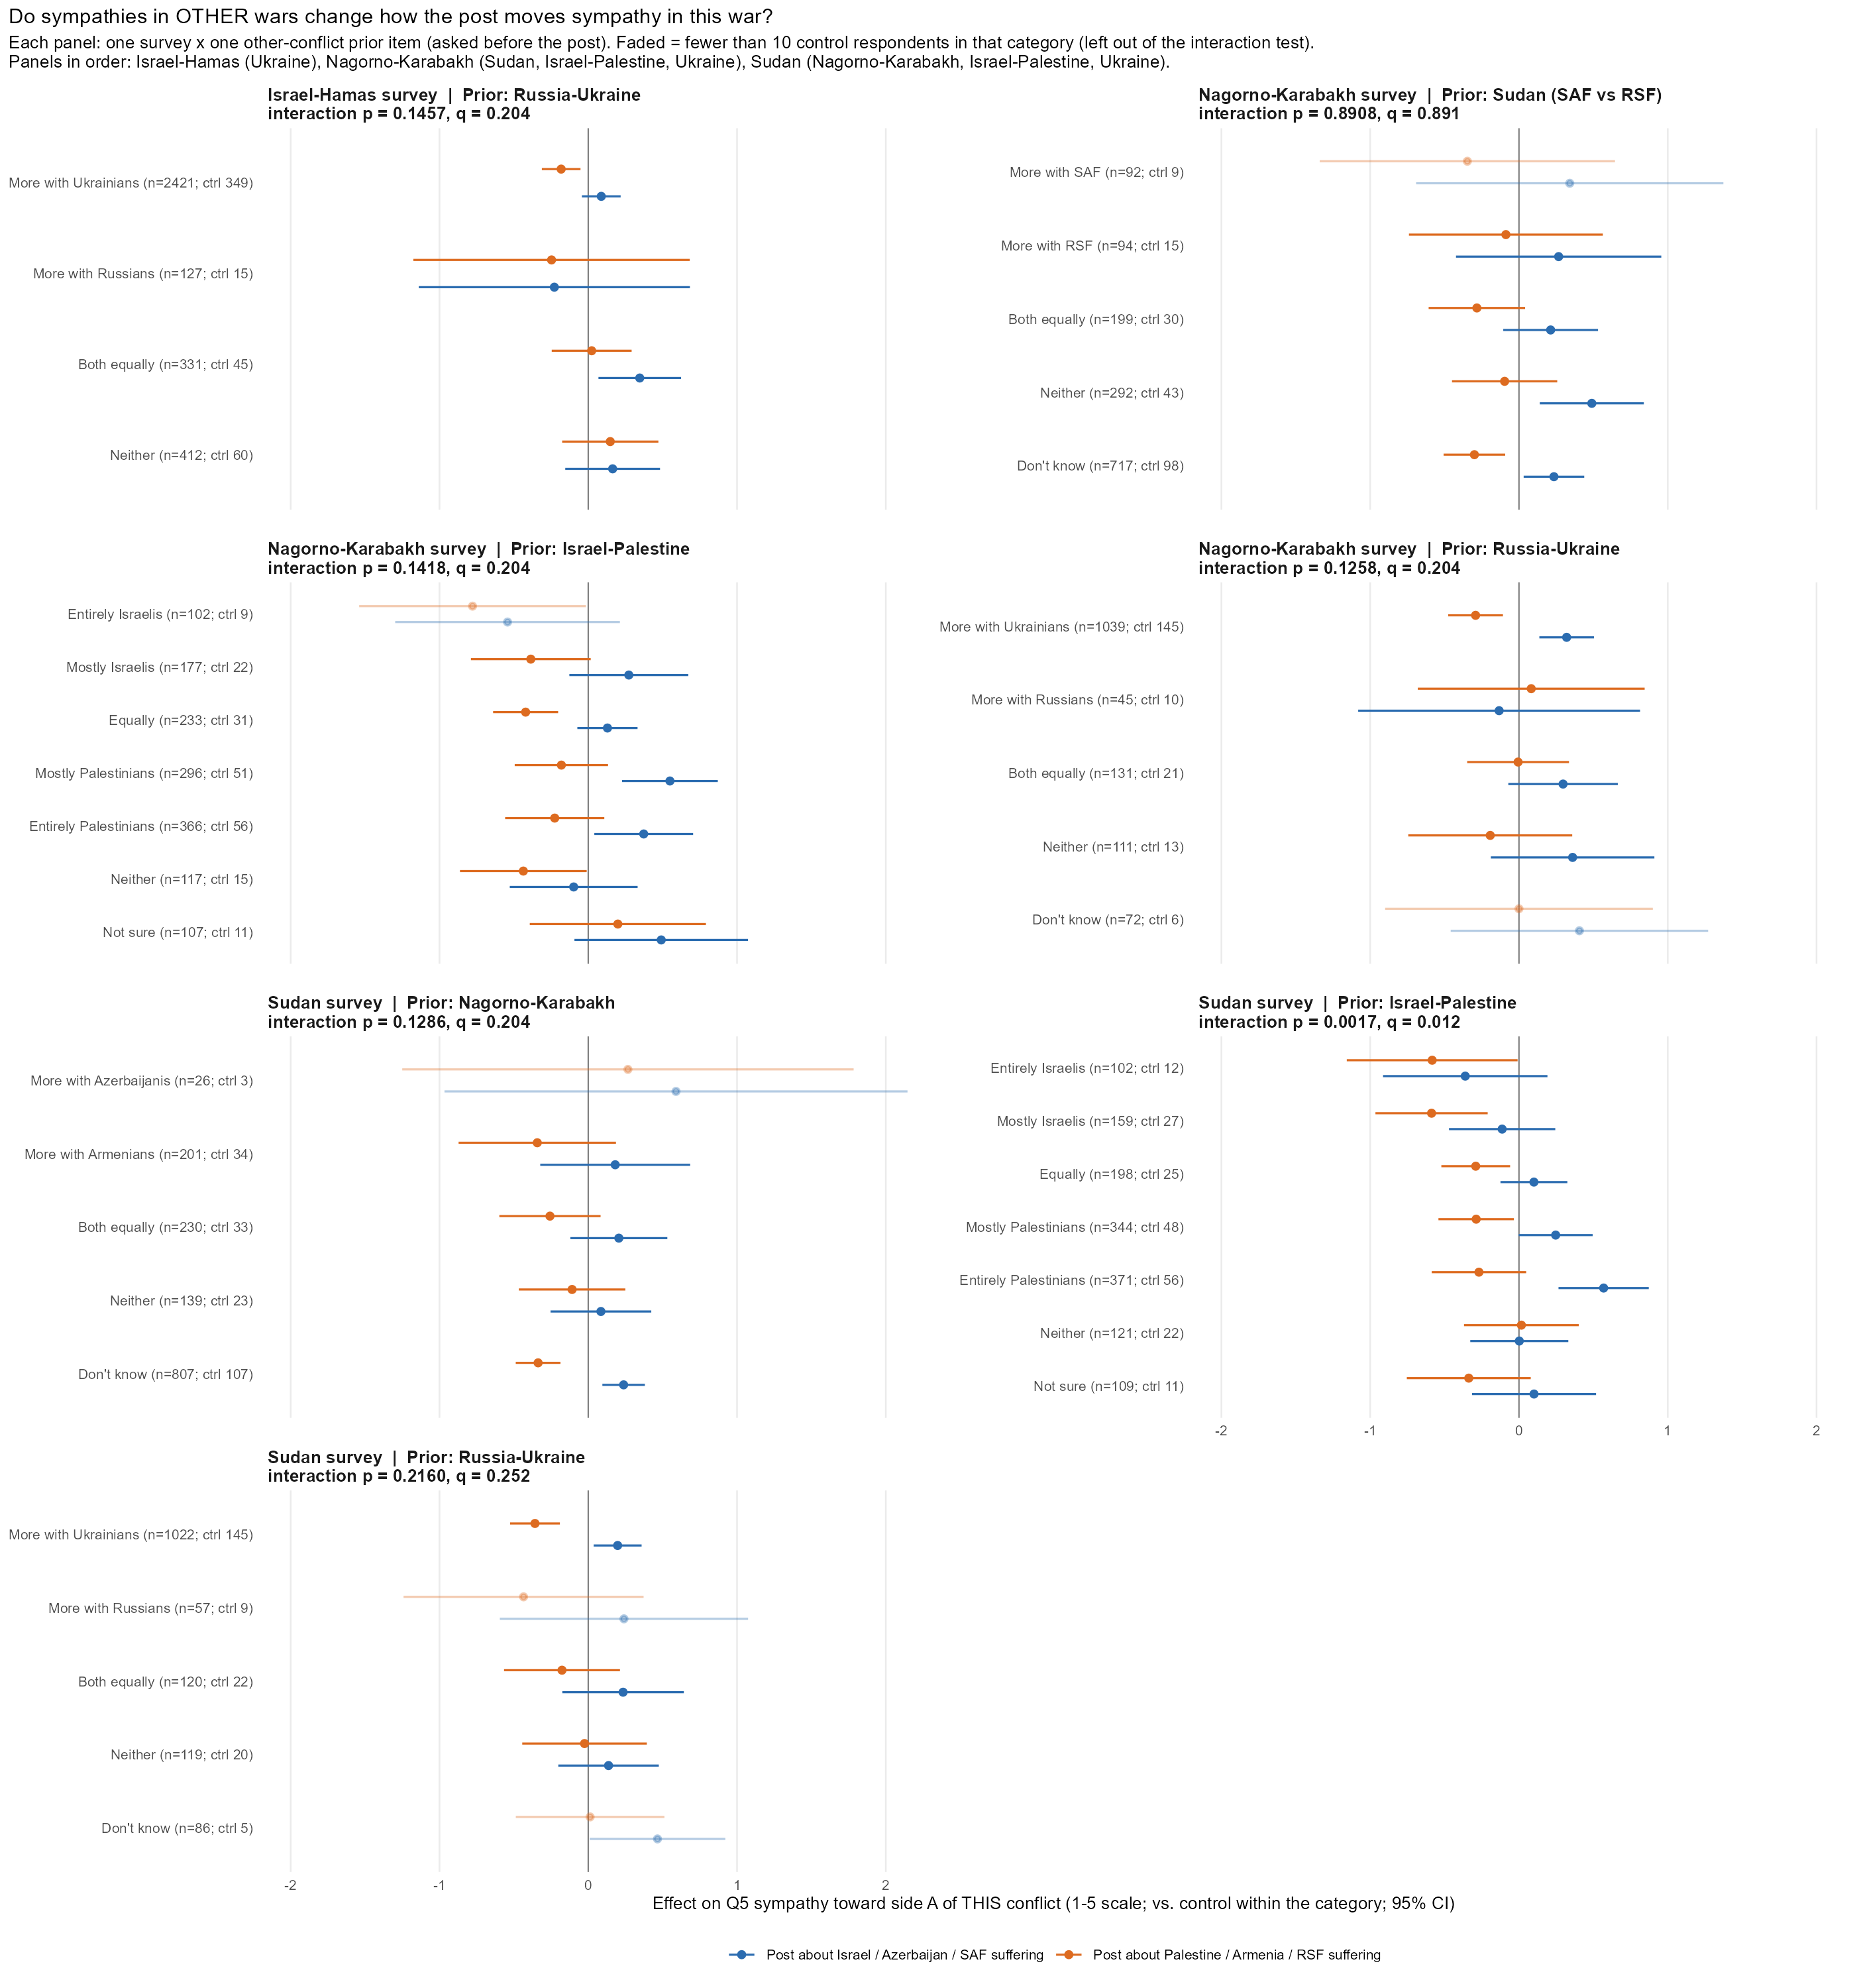 Do sympathies in OTHER wars change how the post moves sympathy in this war?
Each panel: one survey x one other-conflict prior item (asked before the post). Faded = fewer than 10 control respondents in that category (left out of the interaction test).
Panels in order: Israel-Hamas (Ukraine), Nagorno-Karabakh (Sudan, Israel-Palestine, Ukraine), Sudan (Nagorno-Karabakh, Israel-Palestine, Ukraine).
Israel-Hamas survey | Prior: Russia-Ukraine
interaction p = 0.1457, q = 0.204
More with Ukrainians (n=2421; ctrl 349)
More with Russians (n=127; ctrl 15)
Both equally (n=331; ctrl 45)
Neither (n=412; ctrl 60)
Nagorno-Karabakh survey | Prior: Sudan (SAF vs RSF)
interaction p = 0.8908, q = 0.891
More with SAF (n=92; ctrl 9)
More with RSF (n=94; ctrl 15)
Both equally (n=199; ctrl 30)
Neither (n=292; ctrl 43)
Don't know (n=717; ctrl 98)
Nagorno-Karabakh survey | Prior: Israel-Palestine
interaction p = 0.1418, q = 0.204
Entirely Israelis (n=102; ctrl 9)
Mostly Israelis (n=177; ctrl 22)
Equally (n=233; ctrl 31)
Mostly Palestinians (n=296; ctrl 51)
Entirely Palestinians (n=366; ctrl 56)
Neither (n=117; ctrl 15)
Not sure (n=107; ctrl 11)
Nagorno-Karabakh survey | Prior: Russia-Ukraine
interaction p = 0.1258, q = 0.204
More with Ukrainians (n=1039; ctrl 145)
More with Russians (n=45; ctrl 10)
Both equally (n=131; ctrl 21)
Neither (n=111; ctrl 13)
Don't know (n=72; ctrl 6)
Sudan survey | Prior: Nagorno-Karabakh
interaction p = 0.1286, q = 0.204
More with Azerbaijanis (n=26; ctrl 3)
More with Armenians (n=201; ctrl 34)
Both equally (n=230; ctrl 33)
Neither (n=139; ctrl 23)
Don't know (n=807; ctrl 107)
Sudan survey | Prior: Israel-Palestine
interaction p = 0.0017, q = 0.012
Entirely Israelis (n=102; ctrl 12)
Mostly Israelis (n=159; ctrl 27)
Equally (n=198; ctrl 25)
Mostly Palestinians (n=344; ctrl 48)
Entirely Palestinians (n=371; ctrl 56)
Neither (n=121; ctrl 22)
Not sure (n=109; ctrl 11)
-2 -1 0 1 2
Sudan survey | Prior: Russia-Ukraine
interaction p = 0.2160, q = 0.252
More with Ukrainians (n=1022; ctrl 145)
More with Russians (n=57; ctrl 9)
Both equally (n=120; ctrl 22)
Neither (n=119; ctrl 20)
Don't know (n=86; ctrl 5)
-2 -1 0 1 2
Effect on Q5 sympathy toward side A of THIS conflict (1-5 scale; vs. control within the category; 95% CI)
Post about Israel / Azerbaijan / SAF suffering Post about Palestine / Armenia / RSF suffering